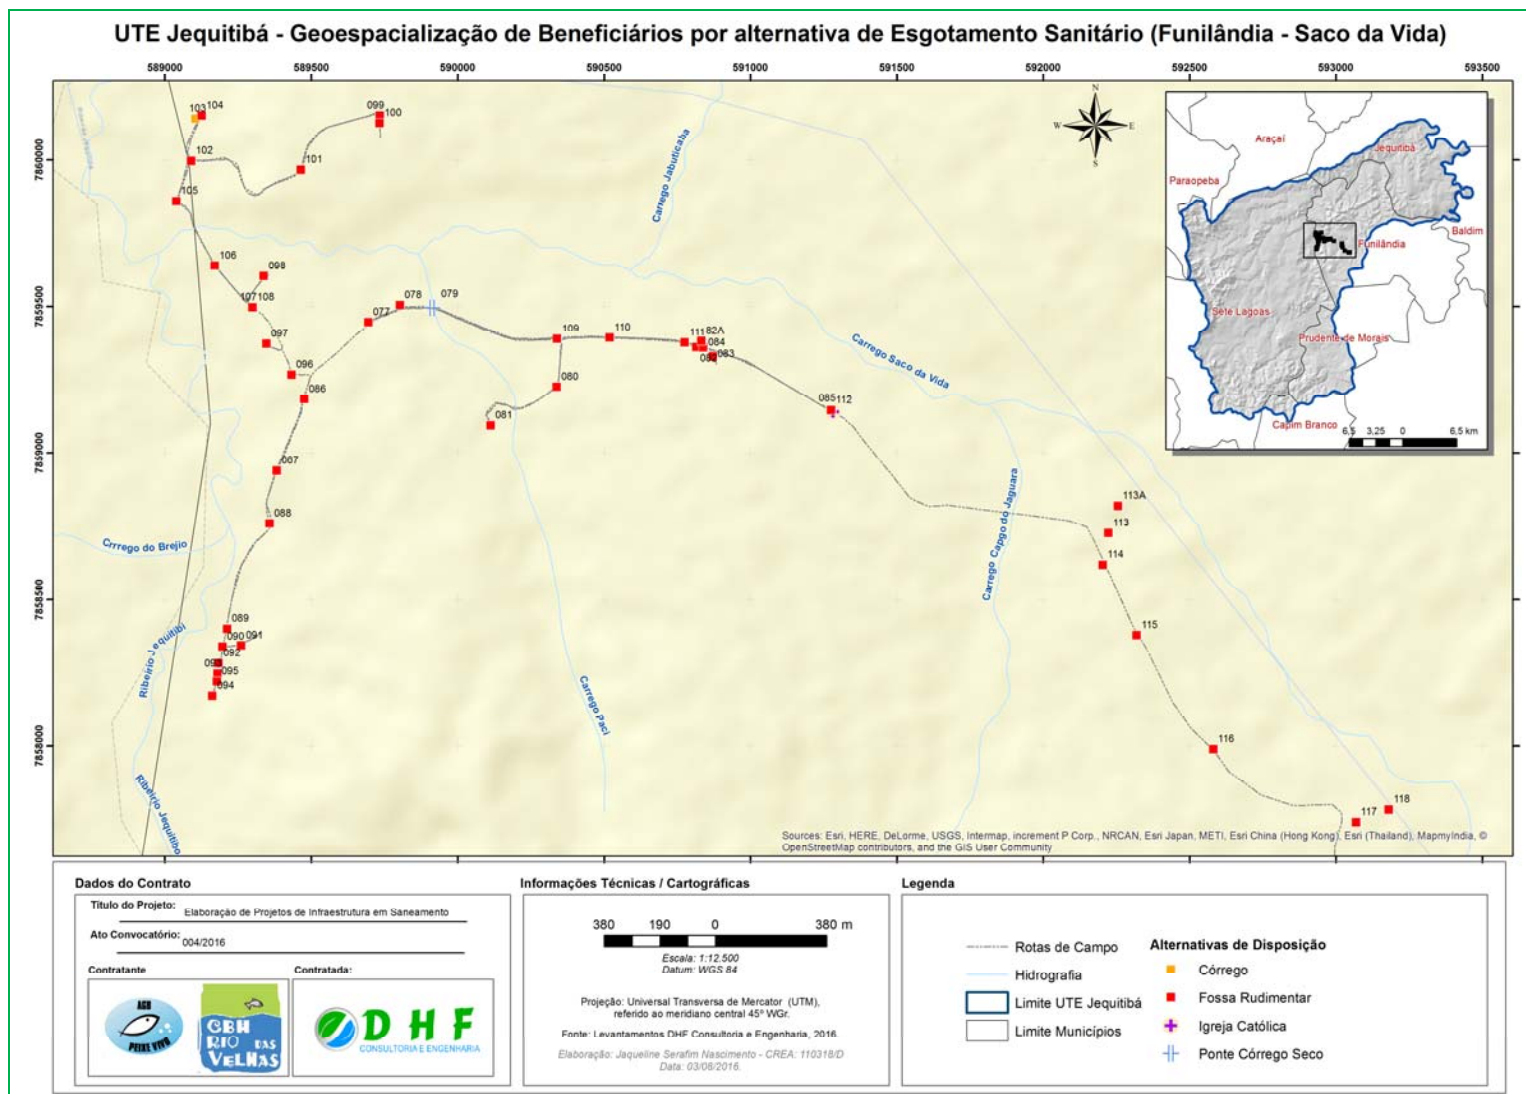 UTE Jequitibá - Geoespacialização de Beneficiários por alternativa de Esgotamento Sanitário (Funilândia - Saco da Vida)
589000 589500 590000 590500 591000 591500 592000 592500 593000 593500
7860000
7859500
7859000
7858500
7858000
103 104
099
100
102
101
105
106
098
107 108
097
096
086
077
078
079
109
110
111 82A
084
083
080
081
085 112
087
088
089
090 091
092
093
095
094
113A
113
114
115
116
117
118
Carrego Jabuticaba
Carrego Saco da Vida
Carrego Capgo do Jaguara
Carrego Paci
Crrrego do Brejio
Ribeirio Jequitibi
Ribeirio Jequitibo
N
W E
S
Araçaí
Jequitibá
Paraopeba
Baldim
Funilândia
Sete Lagoas
Prudente de Morais
Capim Branco
6,5 3,25 0 6,5 km
Sources: Esri, HERE, DeLorme, USGS, Intermap, increment P Corp., NRCAN, Esri Japan, METI, Esri China (Hong Kong), Esri (Thailand), MapmyIndia, ©
OpenStreetMap contributors, and the GIS User Community
Dados do Contrato
Título do Projeto: Elaboração de Projetos de Infraestrutura em Saneamento
Ato Convocatório: 004/2016
Contratante Contratada:
AGB
PEIXE VIVO
CBH
RIO DAS
VELHAS
DHF
CONSULTORIA E ENGENHARIA
Informações Técnicas / Cartográficas
380 190 0 380 m
Escala: 1:12.500
Datum: WGS 84
Projeção: Universal Transversa de Mercator (UTM),
referido ao meridiano central 45º WGr.
Fonte: Levantamentos DHF Consultoria e Engenharia, 2016
Elaboração: Jaqueline Serafim Nascimento - CREA: 110318/D
Data: 03/08/2016.
Legenda
Rotas de Campo
Hidrografia
Limite UTE Jequitibá
Limite Municípios
Alternativas de Disposição
Córrego
Fossa Rudimentar
Igreja Católica
Ponte Córrego Seco